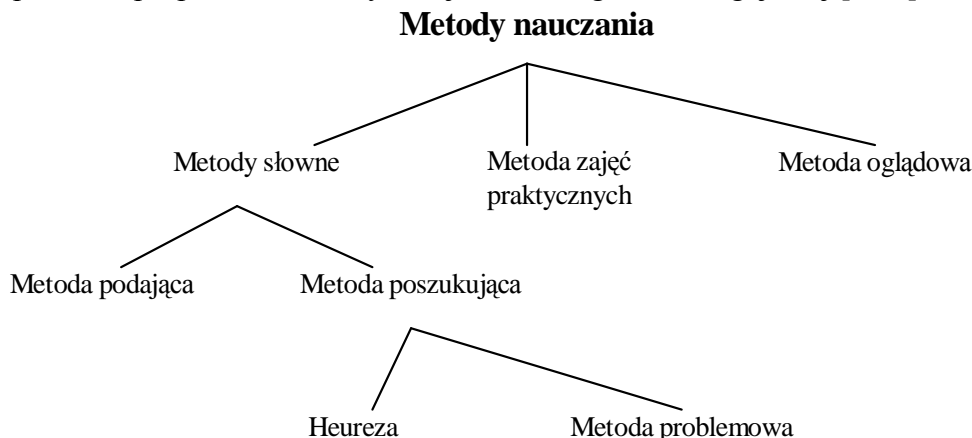 Metody nauczania
Metody słowne
Metoda zajęć
praktycznych
Metoda oglądowa
Metoda podająca
Metoda poszukująca
Heureza
Metoda problemowa